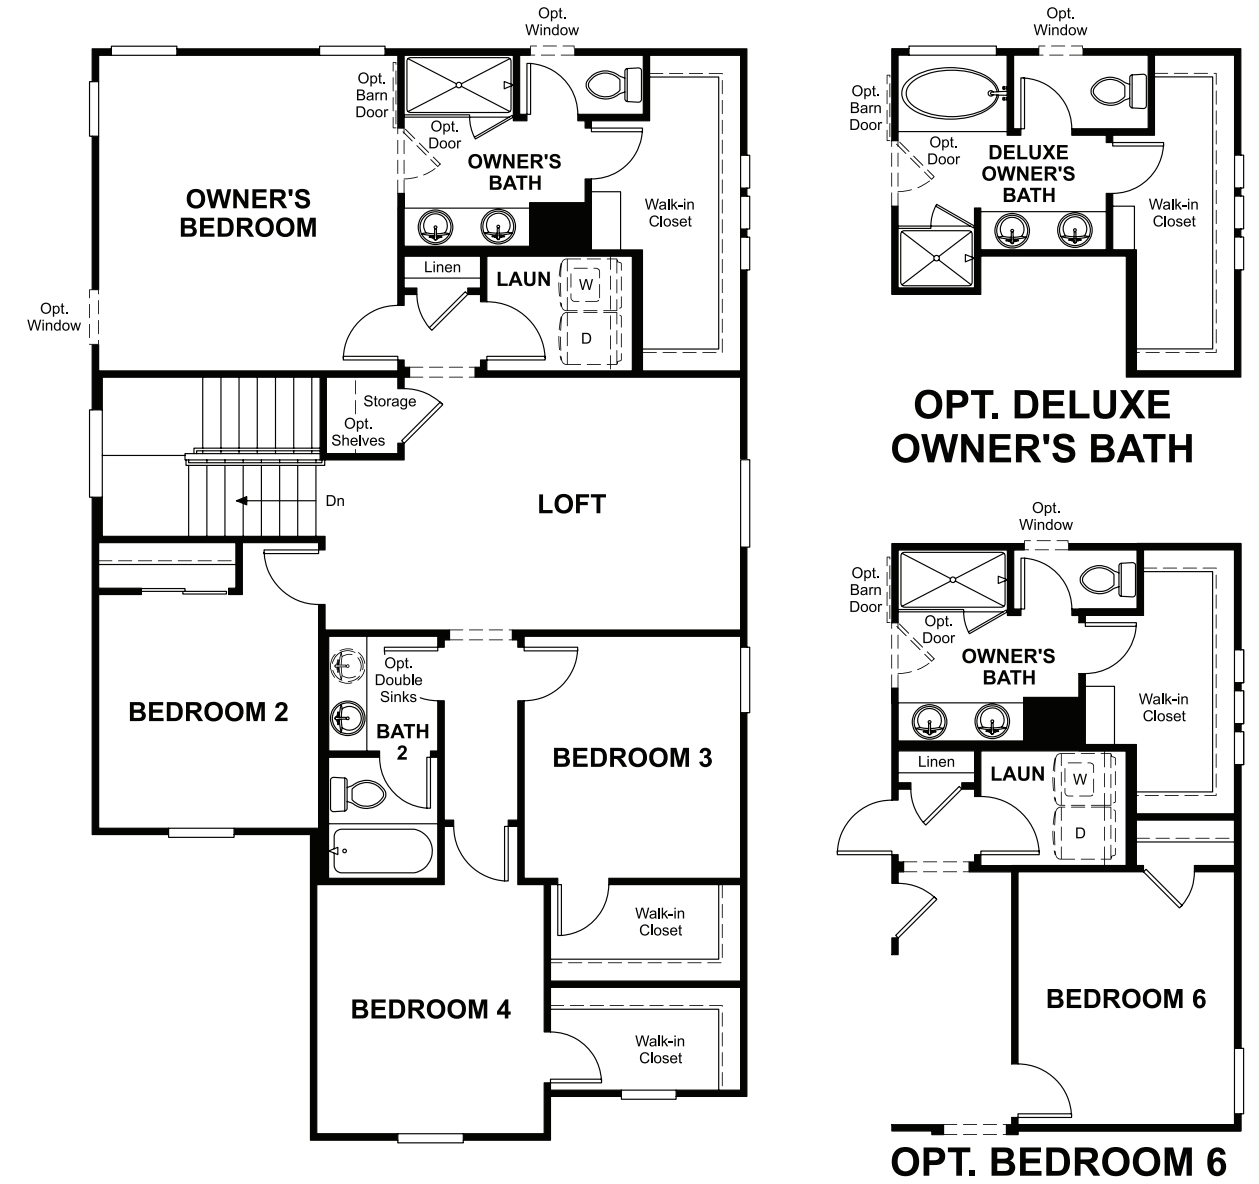 Opt.
Window
Opt.
Barn
Door
Opt.
Door
OWNER'S
BATH
OWNER'S
BEDROOM
Walk-in
Closet
Linen
LAUN
W
D
Opt.
Window
Storage
Opt.
Shelves
Dn
LOFT
Opt.
Double
Sinks
BATH
2
BEDROOM 2
BEDROOM 3
Walk-in
Closet
BEDROOM 4
Walk-in
Closet
Opt.
Window
Opt.
Barn
Door
Opt.
Door
DELUXE
OWNER'S
BATH
Walk-in
Closet
OPT. DELUXE
OWNER'S BATH
Opt.
Window
Opt.
Barn
Door
Opt.
Door
OWNER'S
BATH
Walk-in
Closet
Linen
LAUN
W
D
BEDROOM 6
OPT. BEDROOM 6